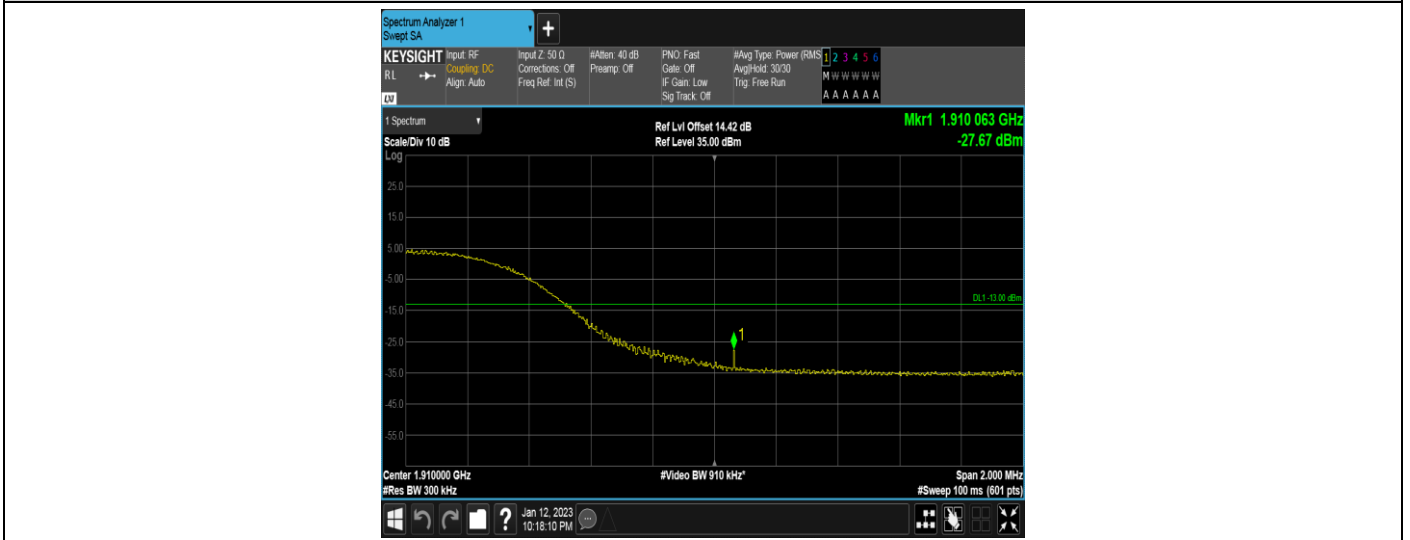 Spectrum Analyzer 1
Swept SA
+
KEYSIGHT
RL
LXI
Input: RF
Coupling: DC
Align: Auto
Input Z: 50 Ω
Corrections: Off
Freq Ref: Int (S)
#Atten: 40 dB
Preamp: Off
PNO: Fast
Gate: Off
IF Gain: Low
Sig Track: Off
#Avg Type: Power (RMS
Avg|Hold: 30/30
Trig: Free Run
1 2 3 4 5 6
M W W W W W
A A A A A A
1 Spectrum
Scale/Div 10 dB
Ref Lvl Offset 14.42 dB
Ref Level 35.00 dBm
Mkr1 1.910 063 GHz
-27.67 dBm
Log
25.0
15.0
5.00
-5.00
DL1 -13.00 dBm
-15.0
1
-25.0
-35.0
-45.0
-55.0
Center 1.910000 GHz
#Video BW 910 kHz*
Span 2.000 MHz
#Res BW 300 kHz
#Sweep 100 ms (601 pts)
?
Jan 12, 2023
10:18:10 PM